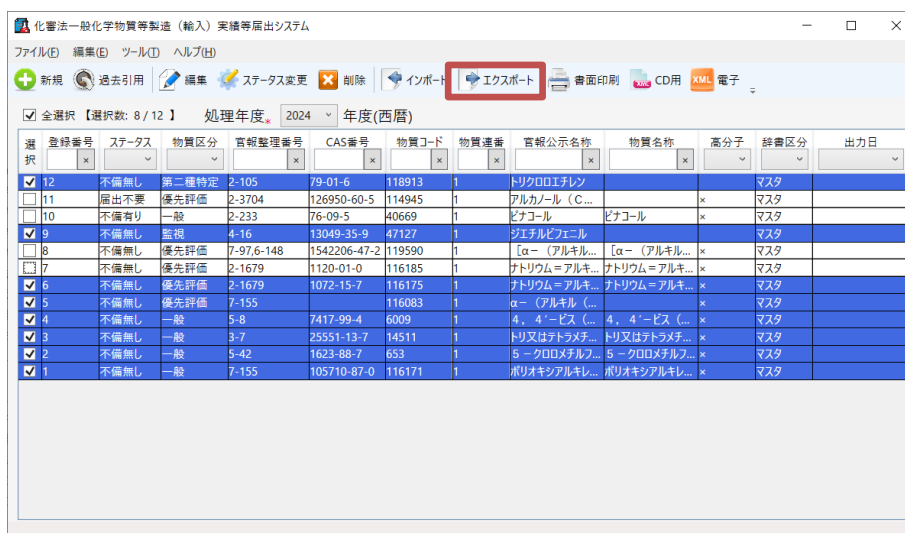 化審法一般化学物質等製造（輸入）実績等届出システム
ファイル(F) 編集(E) ツール(T) ヘルプ(H)
新規 過去引用 編集 ステータス変更 削除 インポート エクスポート 書面印刷 CD用 XML 電子
全選択 【選択数: 8 / 12 】 処理年度* 2024 年度(西暦)
選択 登録番号 ステータス 物質区分 官報整理番号 CAS番号 物質コード 物質連番 官報公示名称 物質名称 高分子 辞書区分 出力日
12 不備無し 第二種特定 2-105 79-01-6 118913 1 トリクロロエチレン マスタ
11 届出不要 優先評価 2-3704 126950-60-5 114945 1 アルカノール（C... × マスタ
10 不備有り 一般 2-233 76-09-5 40669 1 ピナコール ピナコール × マスタ
9 不備無し 監視 4-16 13049-35-9 47127 1 ジエチルビフェニル マスタ
8 不備無し 優先評価 7-97,6-148 1542206-47-2 119590 1 ［α－（アルキル... ［α－（アルキル... × マスタ
7 不備無し 優先評価 2-1679 1120-01-0 116185 1 ナトリウム＝アルキ... ナトリウム＝アルキ... × マスタ
6 不備無し 優先評価 2-1679 1072-15-7 116175 1 ナトリウム＝アルキ... ナトリウム＝アルキ... × マスタ
5 不備無し 優先評価 7-155 116083 1 α－（アルキル（... × マスタ
4 不備無し 一般 5-8 7417-99-4 6009 1 ４，４´－ビス（... ４，４´－ビス（... × マスタ
3 不備無し 一般 3-7 25551-13-7 14511 1 トリ又はテトラメチ... トリ又はテトラメチ... × マスタ
2 不備無し 一般 5-42 1623-88-7 653 1 ５－クロロメチルフ... ５－クロロメチルフ... × マスタ
1 不備無し 一般 7-155 105710-87-0 116171 1 ポリオキシアルキレ... ポリオキシアルキレ... × マスタ